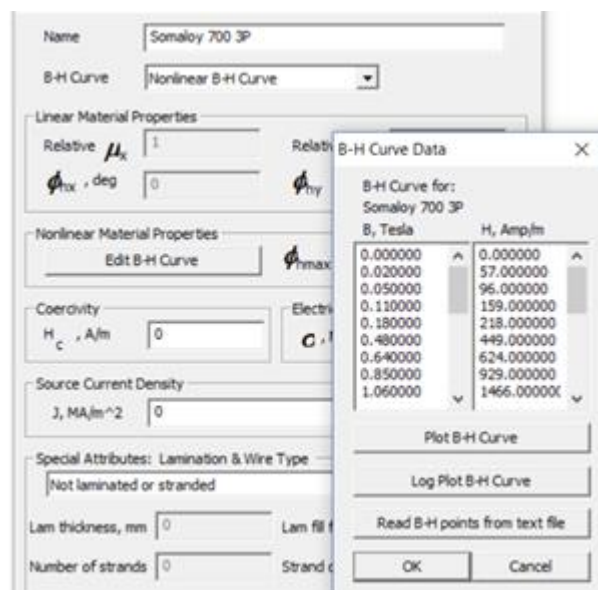 Name Somaloy 700 3P
B-H Curve Nonlinear B-H Curve
Linear Material Properties
Relative μx 1 Relativ
ϕhx , deg 0 ϕhy
Nonlinear Material Properties
Edit B-H Curve ϕhmax
Coercivity Electri
Hc , A/m 0 σ,
Source Current Density
J, MA/m^2 0
Special Attributes: Lamination & Wire Type
Not laminated or stranded
Lam thickness, mm 0 Lam fill f
Number of strands 0 Strand
B-H Curve Data
B-H Curve for:
Somaloy 700 3P
B, Tesla H, Amp/m
0.000000 0.000000
0.020000 57.000000
0.050000 96.000000
0.110000 159.000000
0.180000 218.000000
0.480000 449.000000
0.640000 624.000000
0.850000 929.000000
1.060000 1466.00000
Plot B-H Curve
Log Plot B-H Curve
Read B-H points from text file
OK Cancel